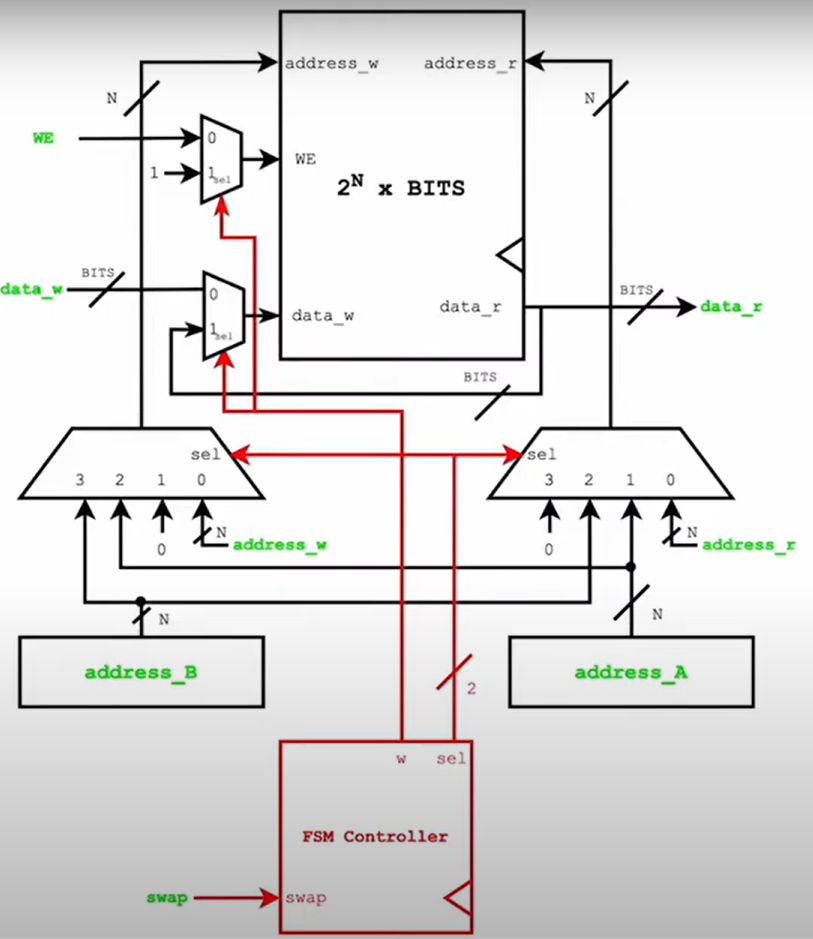 address_w address_r
N N
WE 0
1 1 sel WE
2^N x BITS
BITS BITS
data_w 0 data_r data_r
1 sel data_w
BITS
sel sel
3 2 1 0 3 2 1 0
N N
0 address_w 0 address_r
N N
address_B address_A
2
w sel
FSM Controller
swap swap